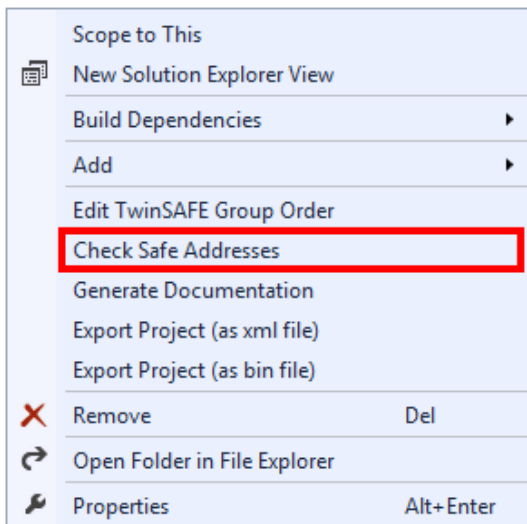 Scope to This
New Solution Explorer View
Build Dependencies
Add
Edit TwinSAFE Group Order
Check Safe Addresses
Generate Documentation
Export Project (as xml file)
Export Project (as bin file)
Remove Del
Open Folder in File Explorer
Properties Alt+Enter